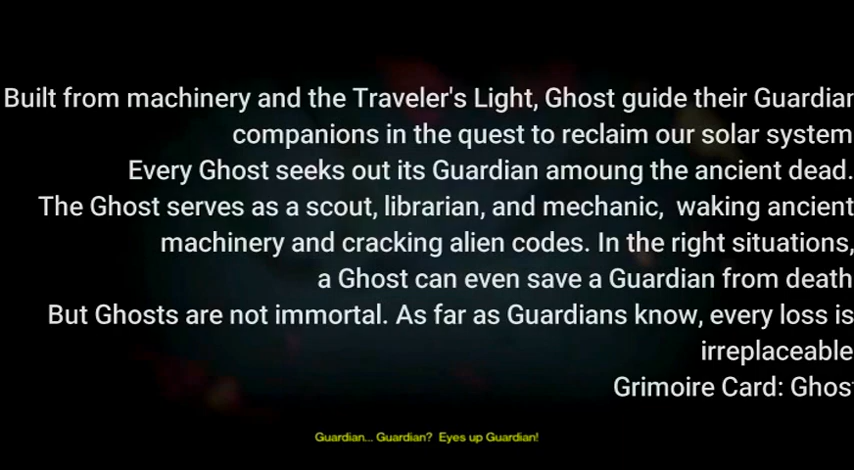 Built from machinery and the Traveler's Light, Ghost guide their Guardian
companions in the quest to reclaim our solar system
Every Ghost seeks out its Guardian amoung the ancient dead.
The Ghost serves as a scout, librarian, and mechanic,  waking ancient
machinery and cracking alien codes. In the right situations,
a Ghost can even save a Guardian from death
But Ghosts are not immortal. As far as Guardians know, every loss is
irreplaceable
Grimoire Card: Ghost
Guardian... Guardian?  Eyes up Guardian!